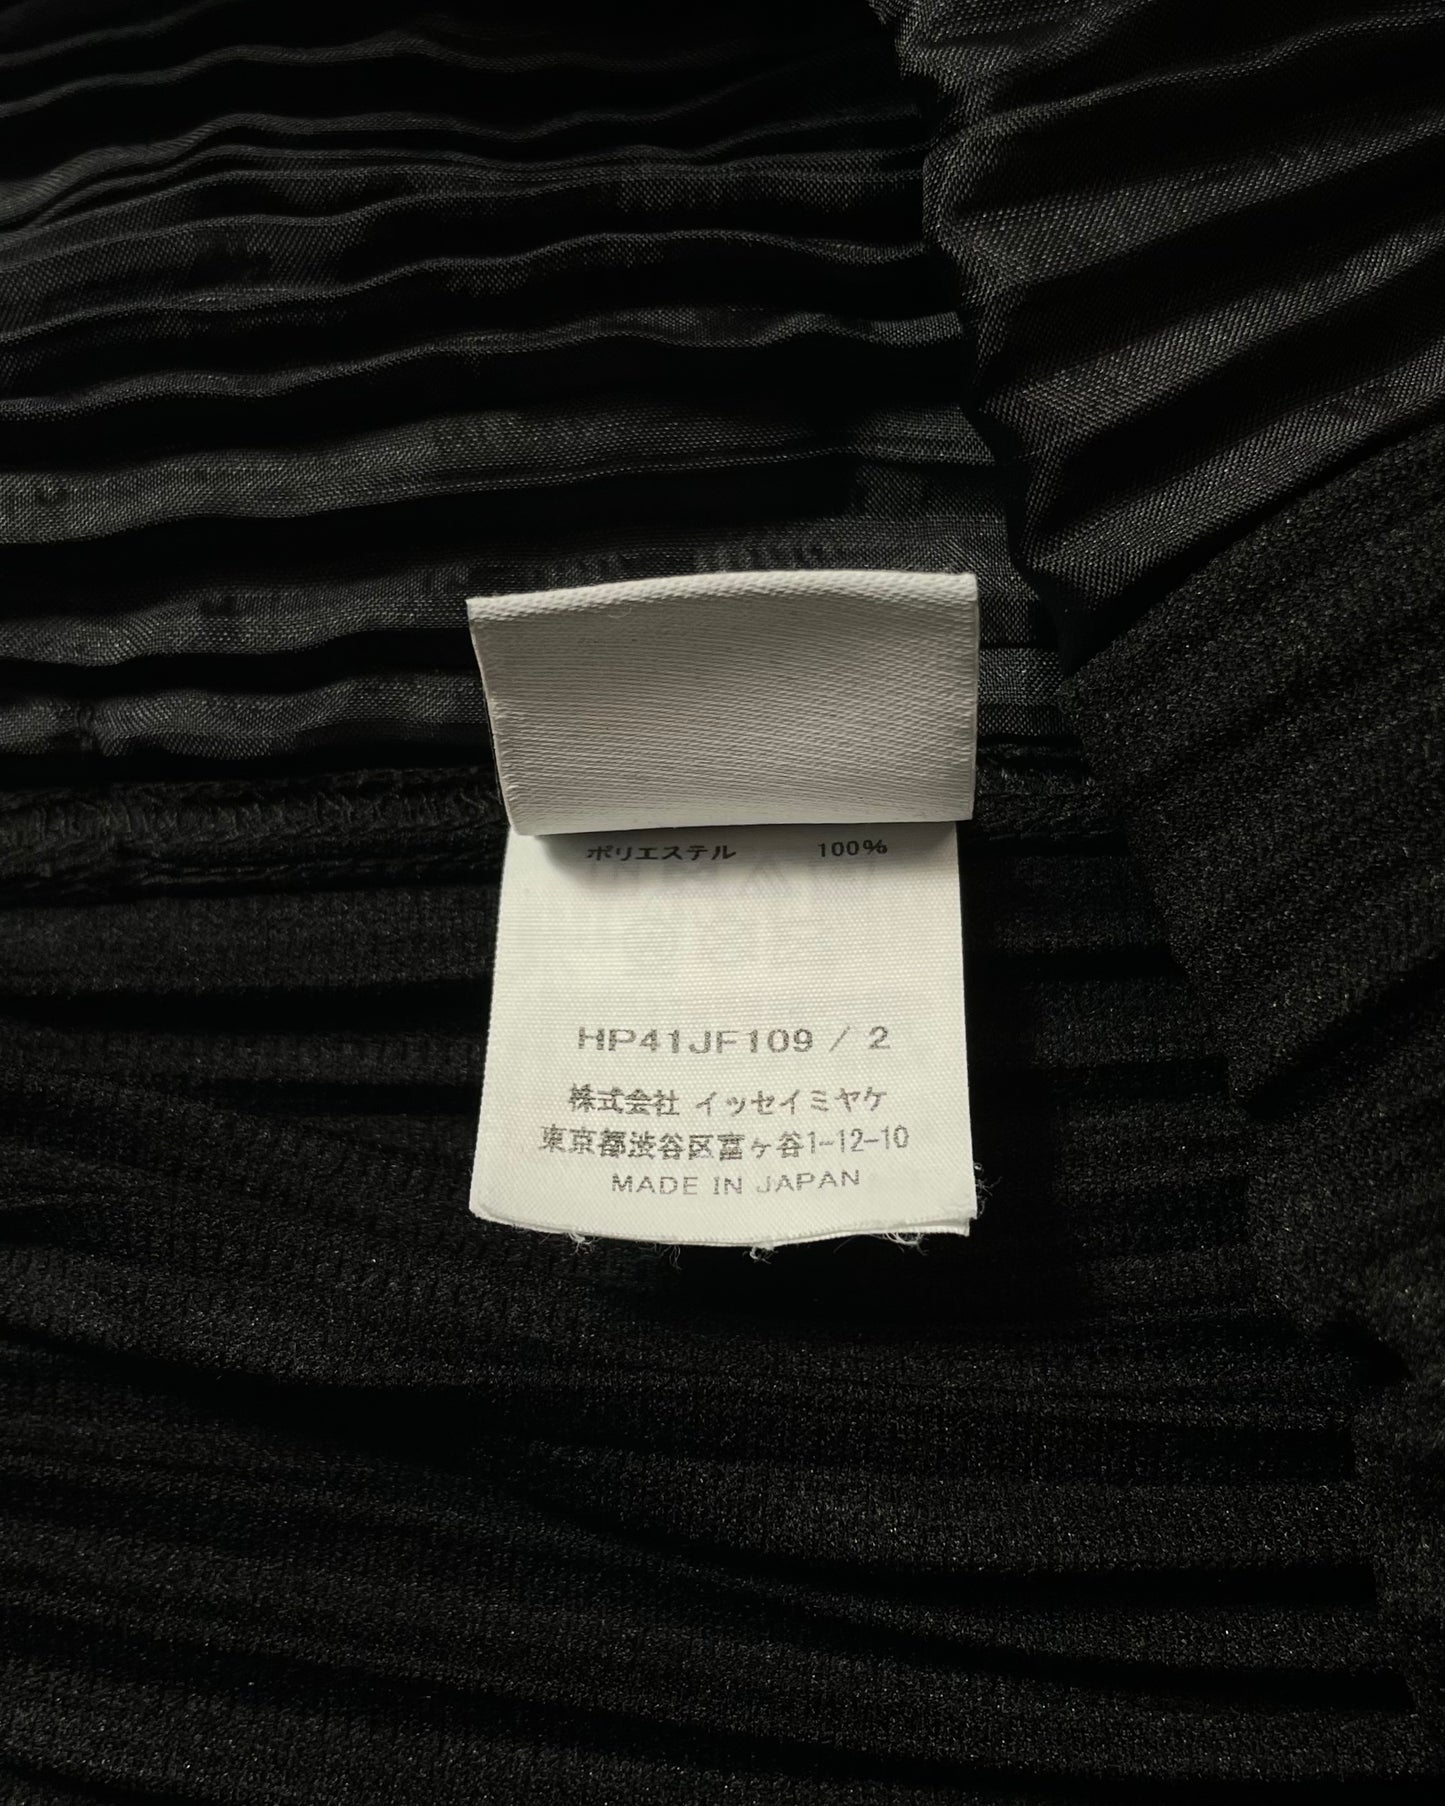 ポリエステル 100%
HP41JF109 / 2
株式会社 イッセイミヤケ
東京都渋谷区富ヶ谷1-12-10
MADE IN JAPAN